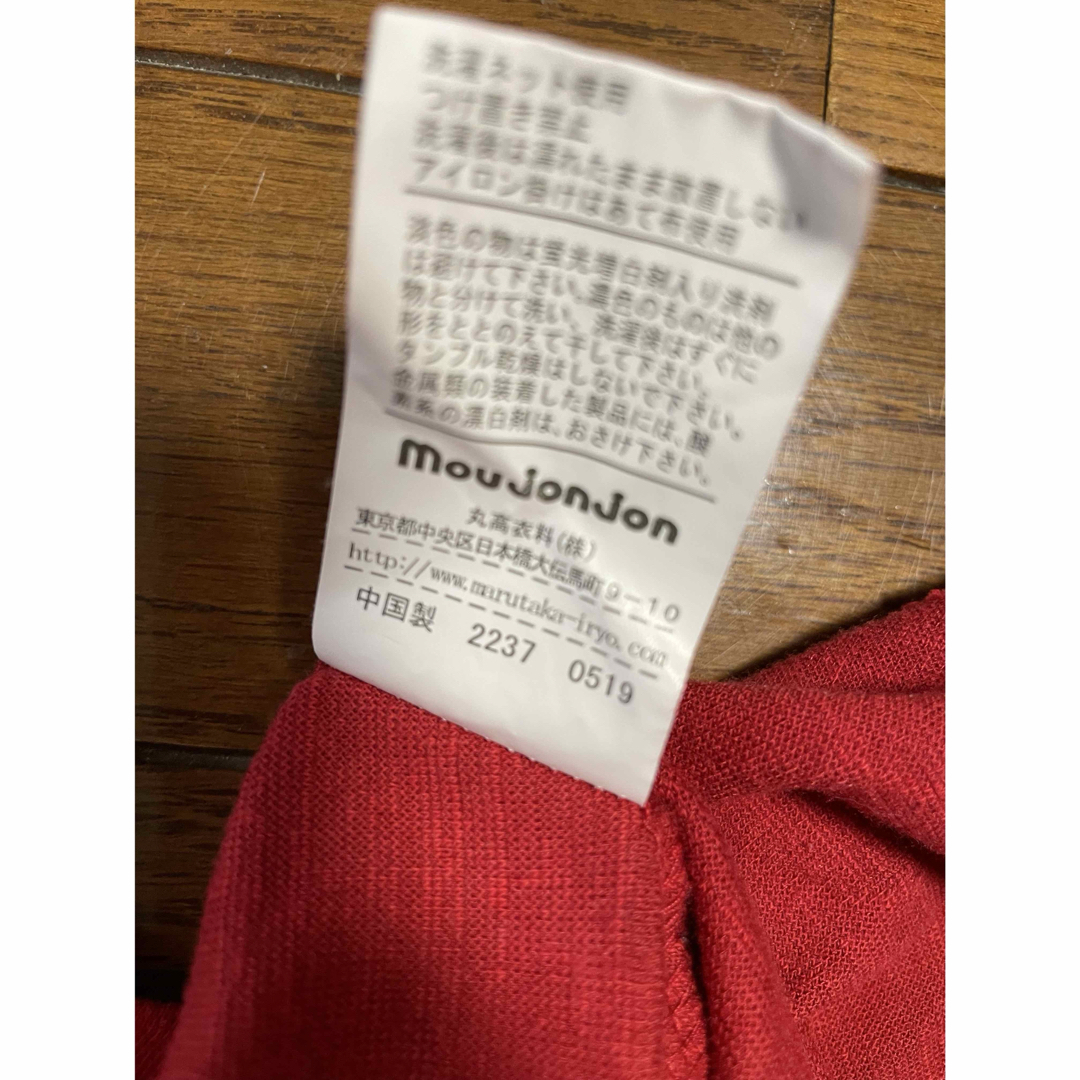 洗濯ネット使用
つけ置き禁止
洗濯後は濡れたまま放置しない
アイロン掛けはあて布使用
淡色の物は蛍光増白剤入り洗剤
は避けて下さい。濃色のものは他の
物と分けて洗い、洗濯後はすぐに
形をととのえて干して下さい。
タンブル乾燥はしないで下さい。
金属類の装着した製品には、酸
素系の漂白剤は、おさけ下さい。
moujonjon
丸高衣料(株)
東京都中央区日本橋大伝馬町9-10
http://www.marutaka-iryo.com
中国製 2237 0519